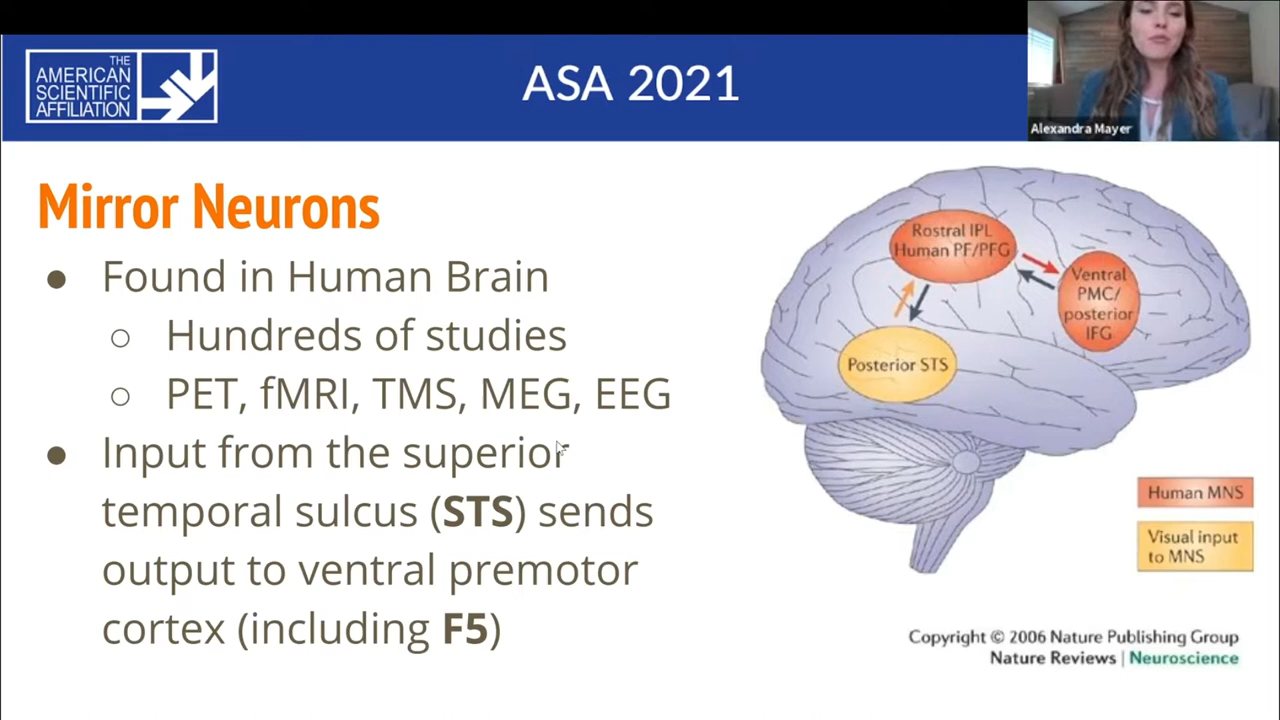 THE
AMERICAN
SCIENTIFIC
AFFILIATION
ASA 2021
Alexandra Mayer
Mirror Neurons
● Found in Human Brain
○ Hundreds of studies
○ PET, fMRI, TMS, MEG, EEG
● Input from the superior
temporal sulcus (STS) sends
output to ventral premotor
cortex (including F5)
Rostral IPL
Human PF/PFG
Ventral
PMC/
posterior
IFG
Posterior STS
Human MNS
Visual input
to MNS
Copyright © 2006 Nature Publishing Group
Nature Reviews | Neuroscience